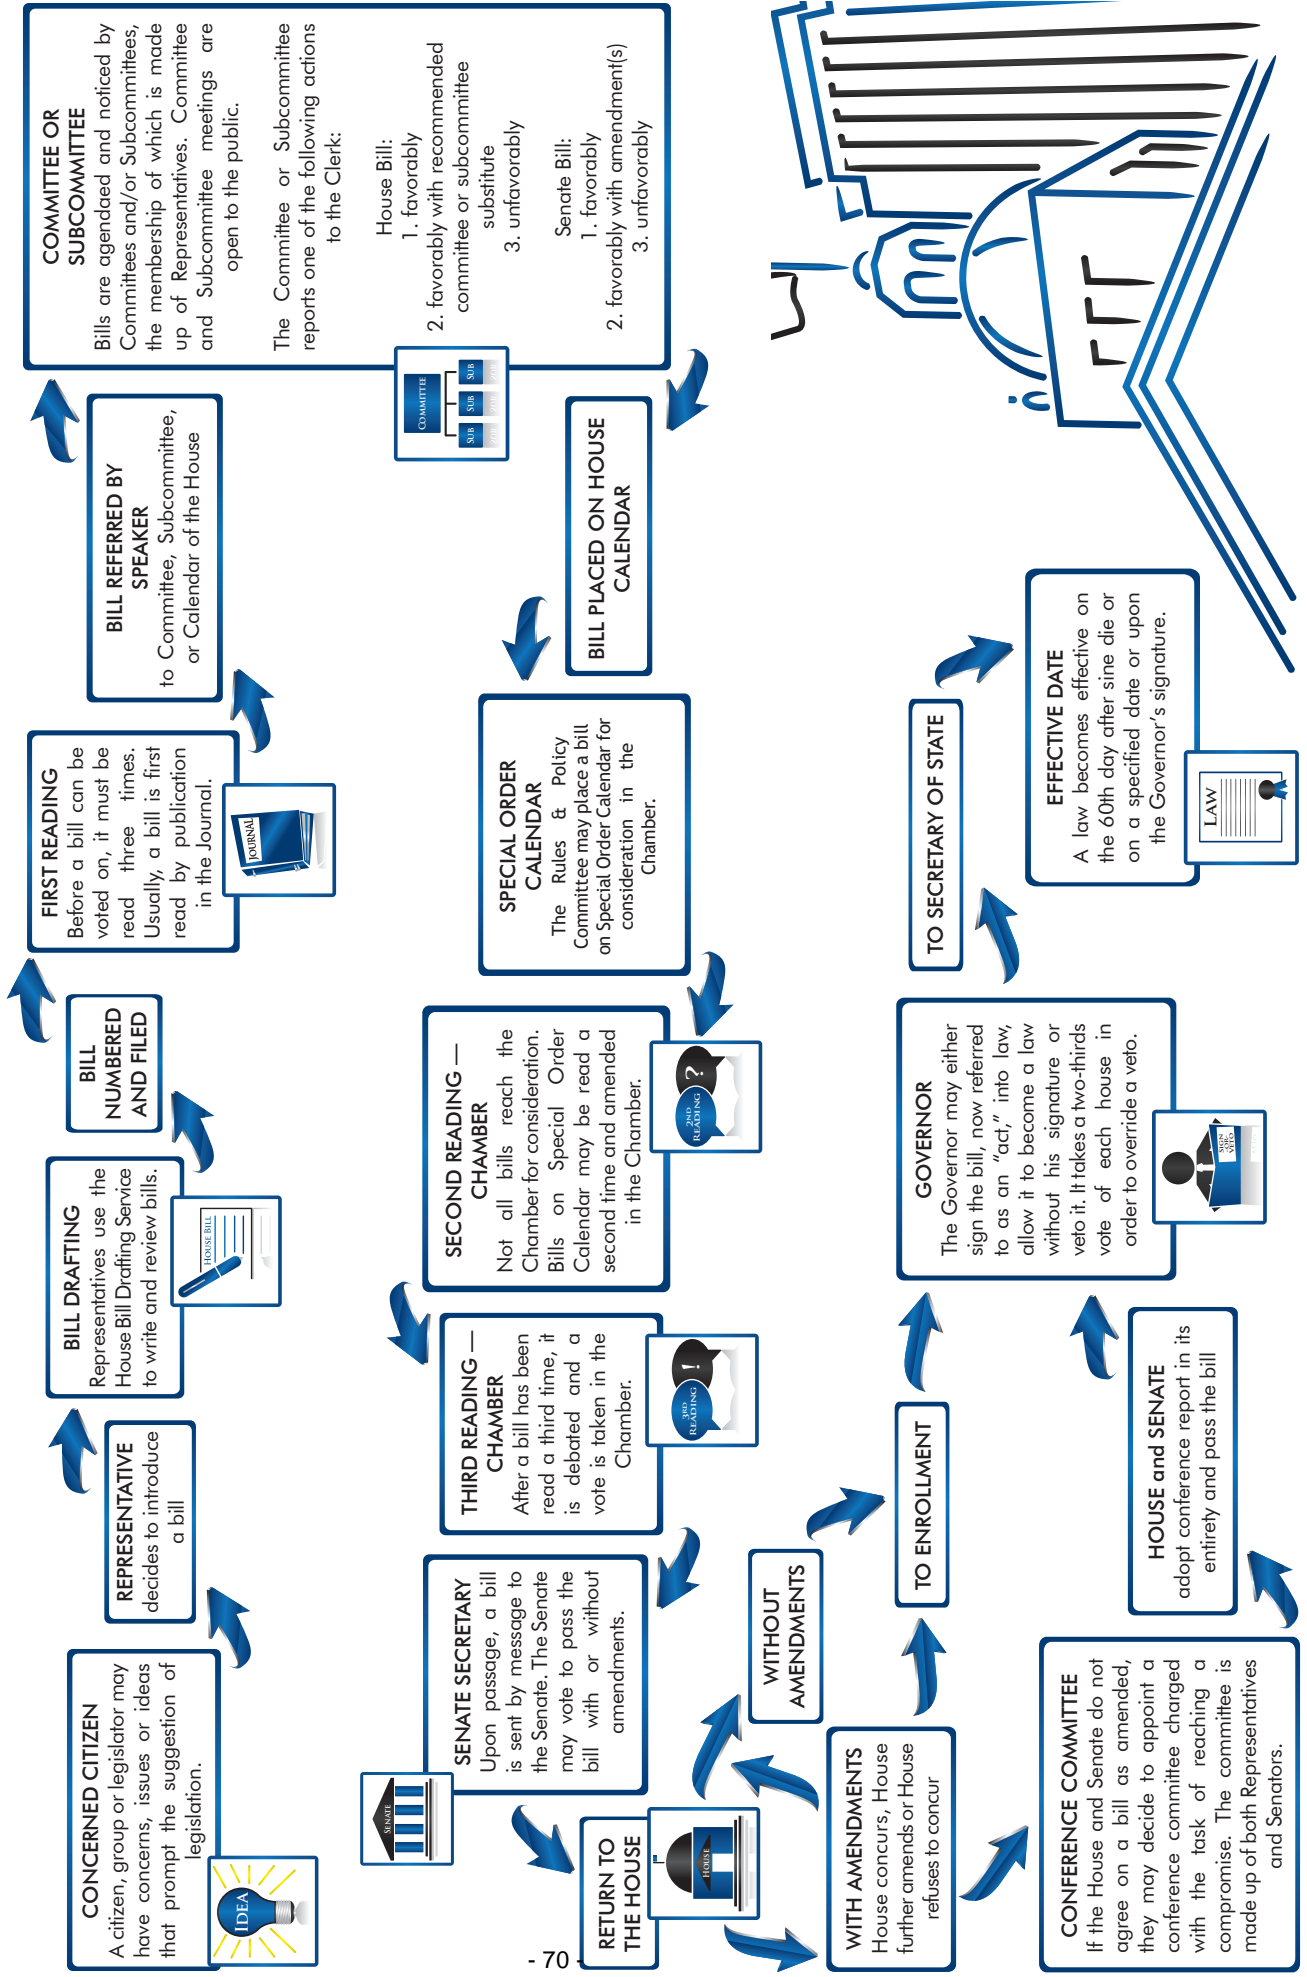 CONCERNED CITIZEN
A citizen, group or legislator may
have concerns, issues or ideas
that prompt the suggestion of
legislation.
IDEA
REPRESENTATIVE
decides to introduce
a bill
BILL DRAFTING
Representatives use the
House Bill Drafting Service
to write and review bills.
HOUSE BILL
BILL
NUMBERED
AND FILED
FIRST READING
Before a bill can be
voted on, it must be
read three times.
Usually, a bill is first
read by publication
in the Journal.
JOURNAL
BILL REFERRED BY
SPEAKER
to Committee, Subcommittee,
or Calendar of the House
COMMITTEE OR
SUBCOMMITTEE
Bills are agendaed and noticed by
Committees and/or Subcommittees,
the membership of which is made
up of Representatives. Committee
and Subcommittee meetings are
open to the public.
The Committee or Subcommittee
reports one of the following actions
to the Clerk:
House Bill:
1. favorably
2. favorably with recommended
committee or subcommittee
substitute
3. unfavorably
Senate Bill:
1. favorably
2. favorably with amendment(s)
3. unfavorably
COMMITTEE
SUB SUB SUB
BILL PLACED ON HOUSE
CALENDAR
SPECIAL ORDER
CALENDAR
The Rules & Policy
Committee may place a bill
on Special Order Calendar for
consideration in the
Chamber.
SECOND READING —
CHAMBER
Not all bills reach the
Chamber for consideration.
Bills on Special Order
Calendar may be read a
second time and amended
in the Chamber.
2ND
READING
?
THIRD READING —
CHAMBER
After a bill has been
read a third time, it
is debated and a
vote is taken in the
Chamber.
3RD
READING
!
SENATE SECRETARY
Upon passage, a bill
is sent by message to
the Senate. The Senate
may vote to pass the
bill with or without
amendments.
SENATE
RETURN TO
THE HOUSE
HOUSE
WITHOUT
AMENDMENTS
WITH AMENDMENTS
House concurs, House
further amends or House
refuses to concur
TO ENROLLMENT
CONFERENCE COMMITTEE
If the House and Senate do not
agree on a bill as amended,
they may decide to appoint a
conference committee charged
with the task of reaching a
compromise. The committee is
made up of both Representatives
and Senators.
HOUSE and SENATE
adopt conference report in its
entirety and pass the bill
GOVERNOR
The Governor may either
sign the bill, now referred
to as an “act,” into law,
allow it to become a law
without his signature or
veto it. It takes a two-thirds
vote of each house in
order to override a veto.
SIGN
-OR-
VETO
TO SECRETARY OF STATE
EFFECTIVE DATE
A law becomes effective on
the 60th day after sine die or
on a specified date or upon
the Governor’s signature.
LAW
- 70 -